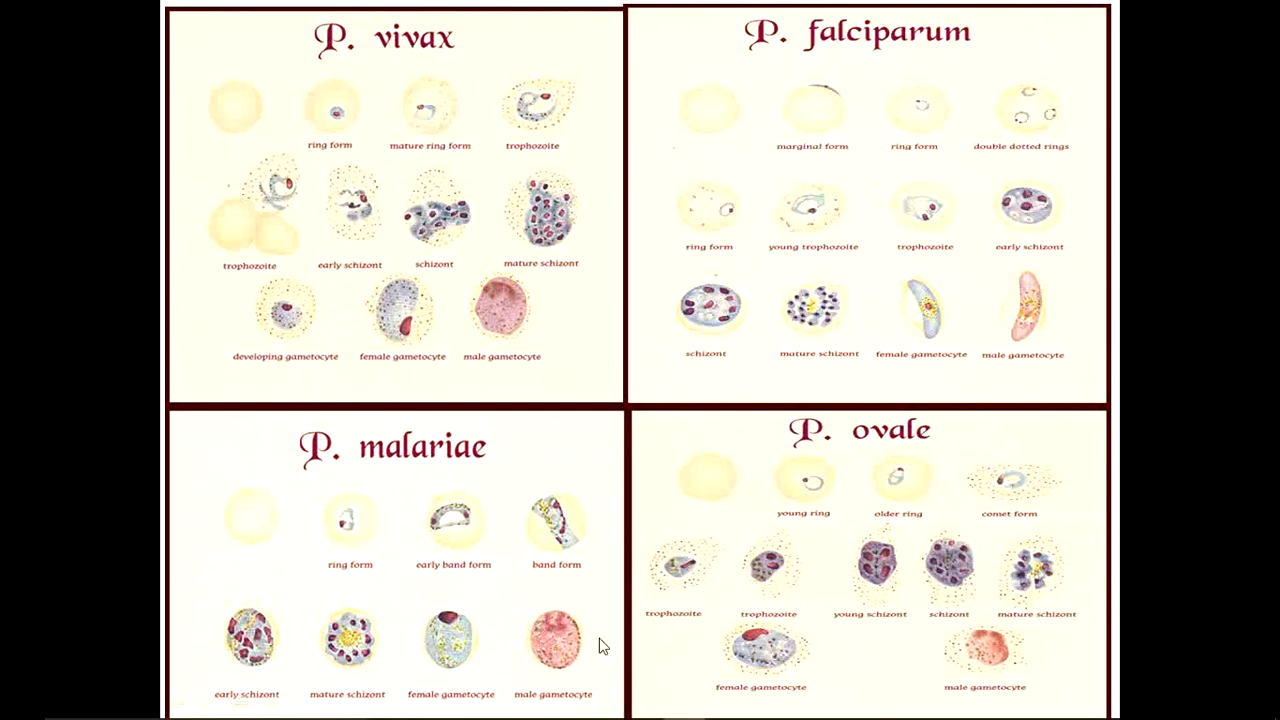 P. vivax
ring form
mature ring form
trophozoite
trophozoite
early schizont
schizont
mature schizont
developing gametocyte
female gametocyte
male gametocyte
P. falciparum
marginal form
ring form
double dotted rings
ring form
young trophozoite
trophozoite
early schizont
schizont
mature schizont
female gametocyte
male gametocyte
P. malariae
ring form
early band form
band form
early schizont
mature schizont
female gametocyte
male gametocyte
P. ovale
young ring
older ring
comet form
trophozoite
trophozoite
young schizont
schizont
mature schizont
female gametocyte
male gametocyte